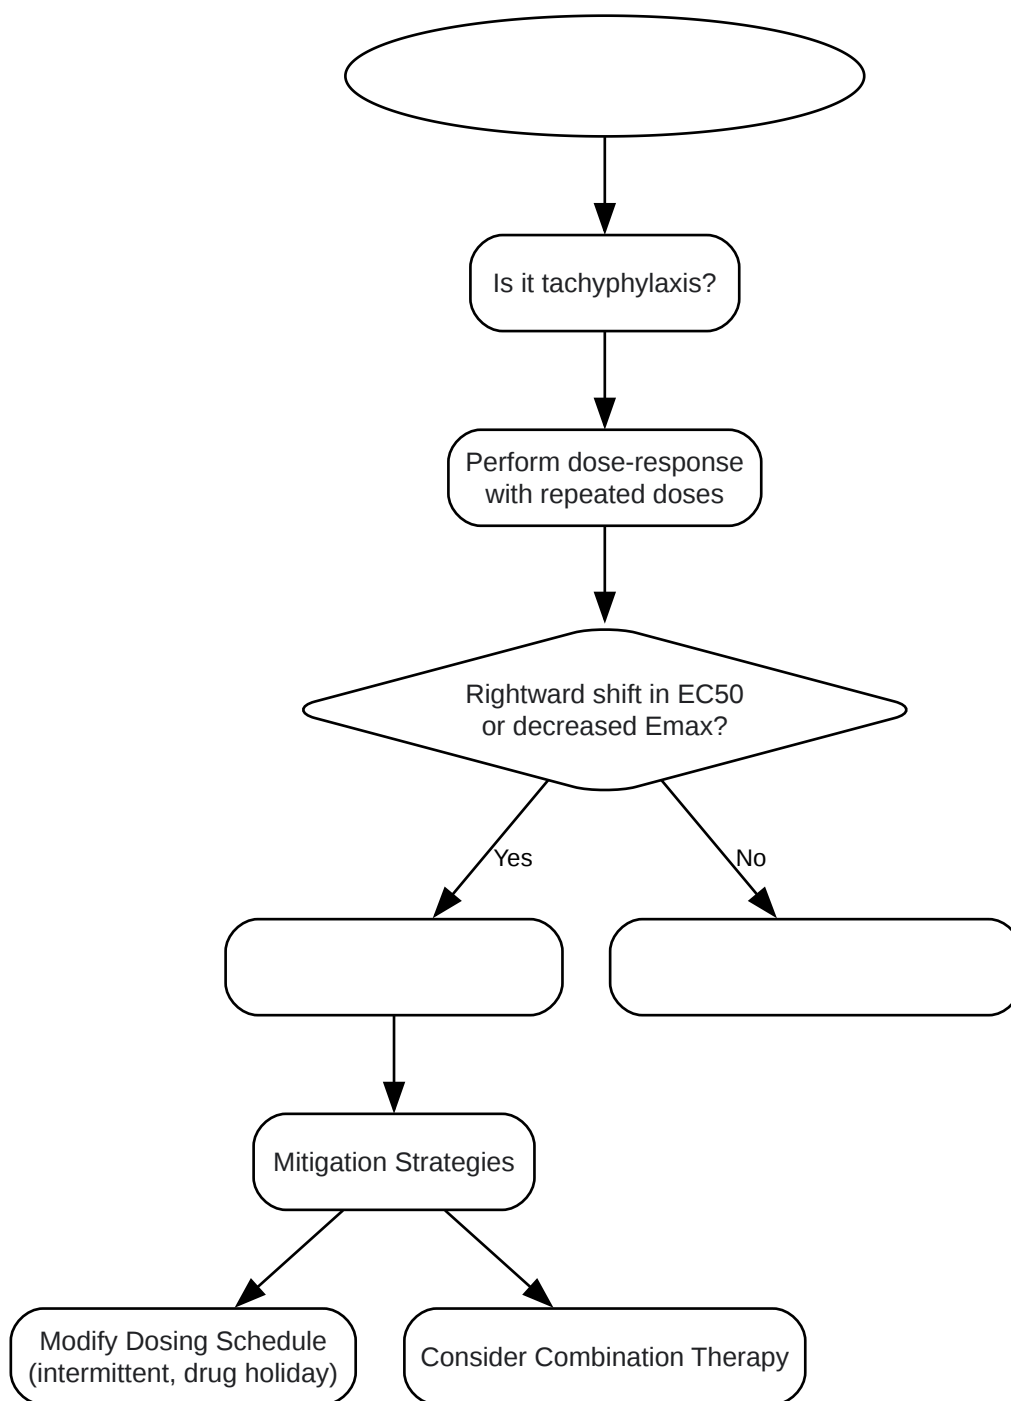 Is it tachyphylaxis?
Perform dose-response
with repeated doses
Rightward shift in EC50
or decreased Emax?
Yes
No
Mitigation Strategies
Modify Dosing Schedule
(intermittent, drug holiday)
Consider Combination Therapy